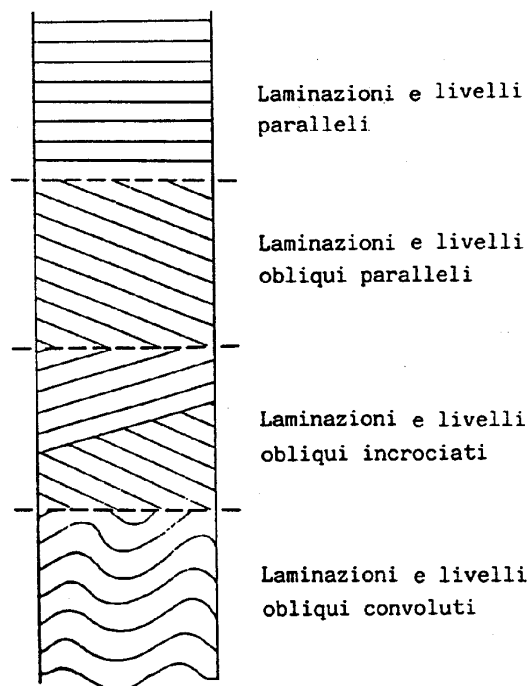 Laminazioni e livelli
paralleli
Laminazioni e livelli
obliqui paralleli
Laminazioni e livelli
obliqui incrociati
Laminazioni e livelli
obliqui convoluti